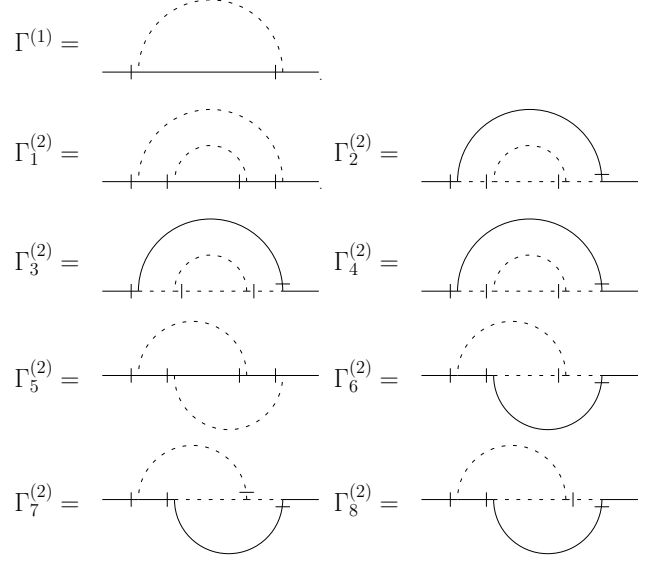 Γ^{(1)} =
Γ_1^{(2)} = Γ_2^{(2)} =
Γ_3^{(2)} = Γ_4^{(2)} =
Γ_5^{(2)} = Γ_6^{(2)} =
Γ_7^{(2)} = Γ_8^{(2)} =